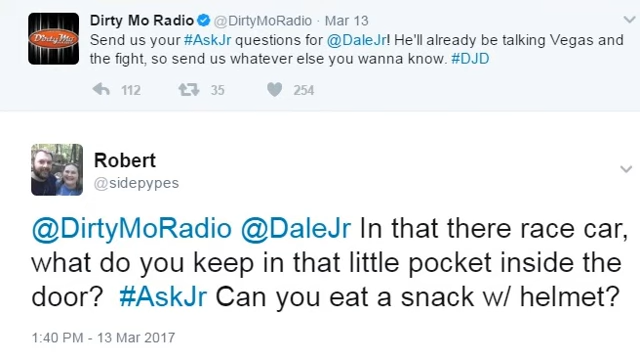 Dirty Mo Radio @DirtyMoRadio · Mar 13
Send us your #AskJr questions for @DaleJr! He'll already be talking Vegas and
the fight, so send us whatever else you wanna know. #DJD
112 35 254
Robert
@sidepypes
@DirtyMoRadio @DaleJr In that there race car,
what do you keep in that little pocket inside the
door? #AskJr Can you eat a snack w/ helmet?
1:40 PM - 13 Mar 2017